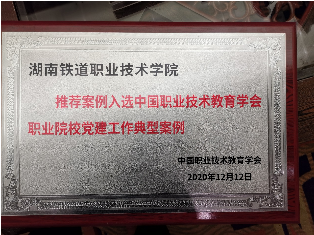 湖南铁道职业技术学院
推荐案例入选中国职业技术教育学会
职业院校党建工作典型案例
中国职业技术教育学会
2020年12月12日